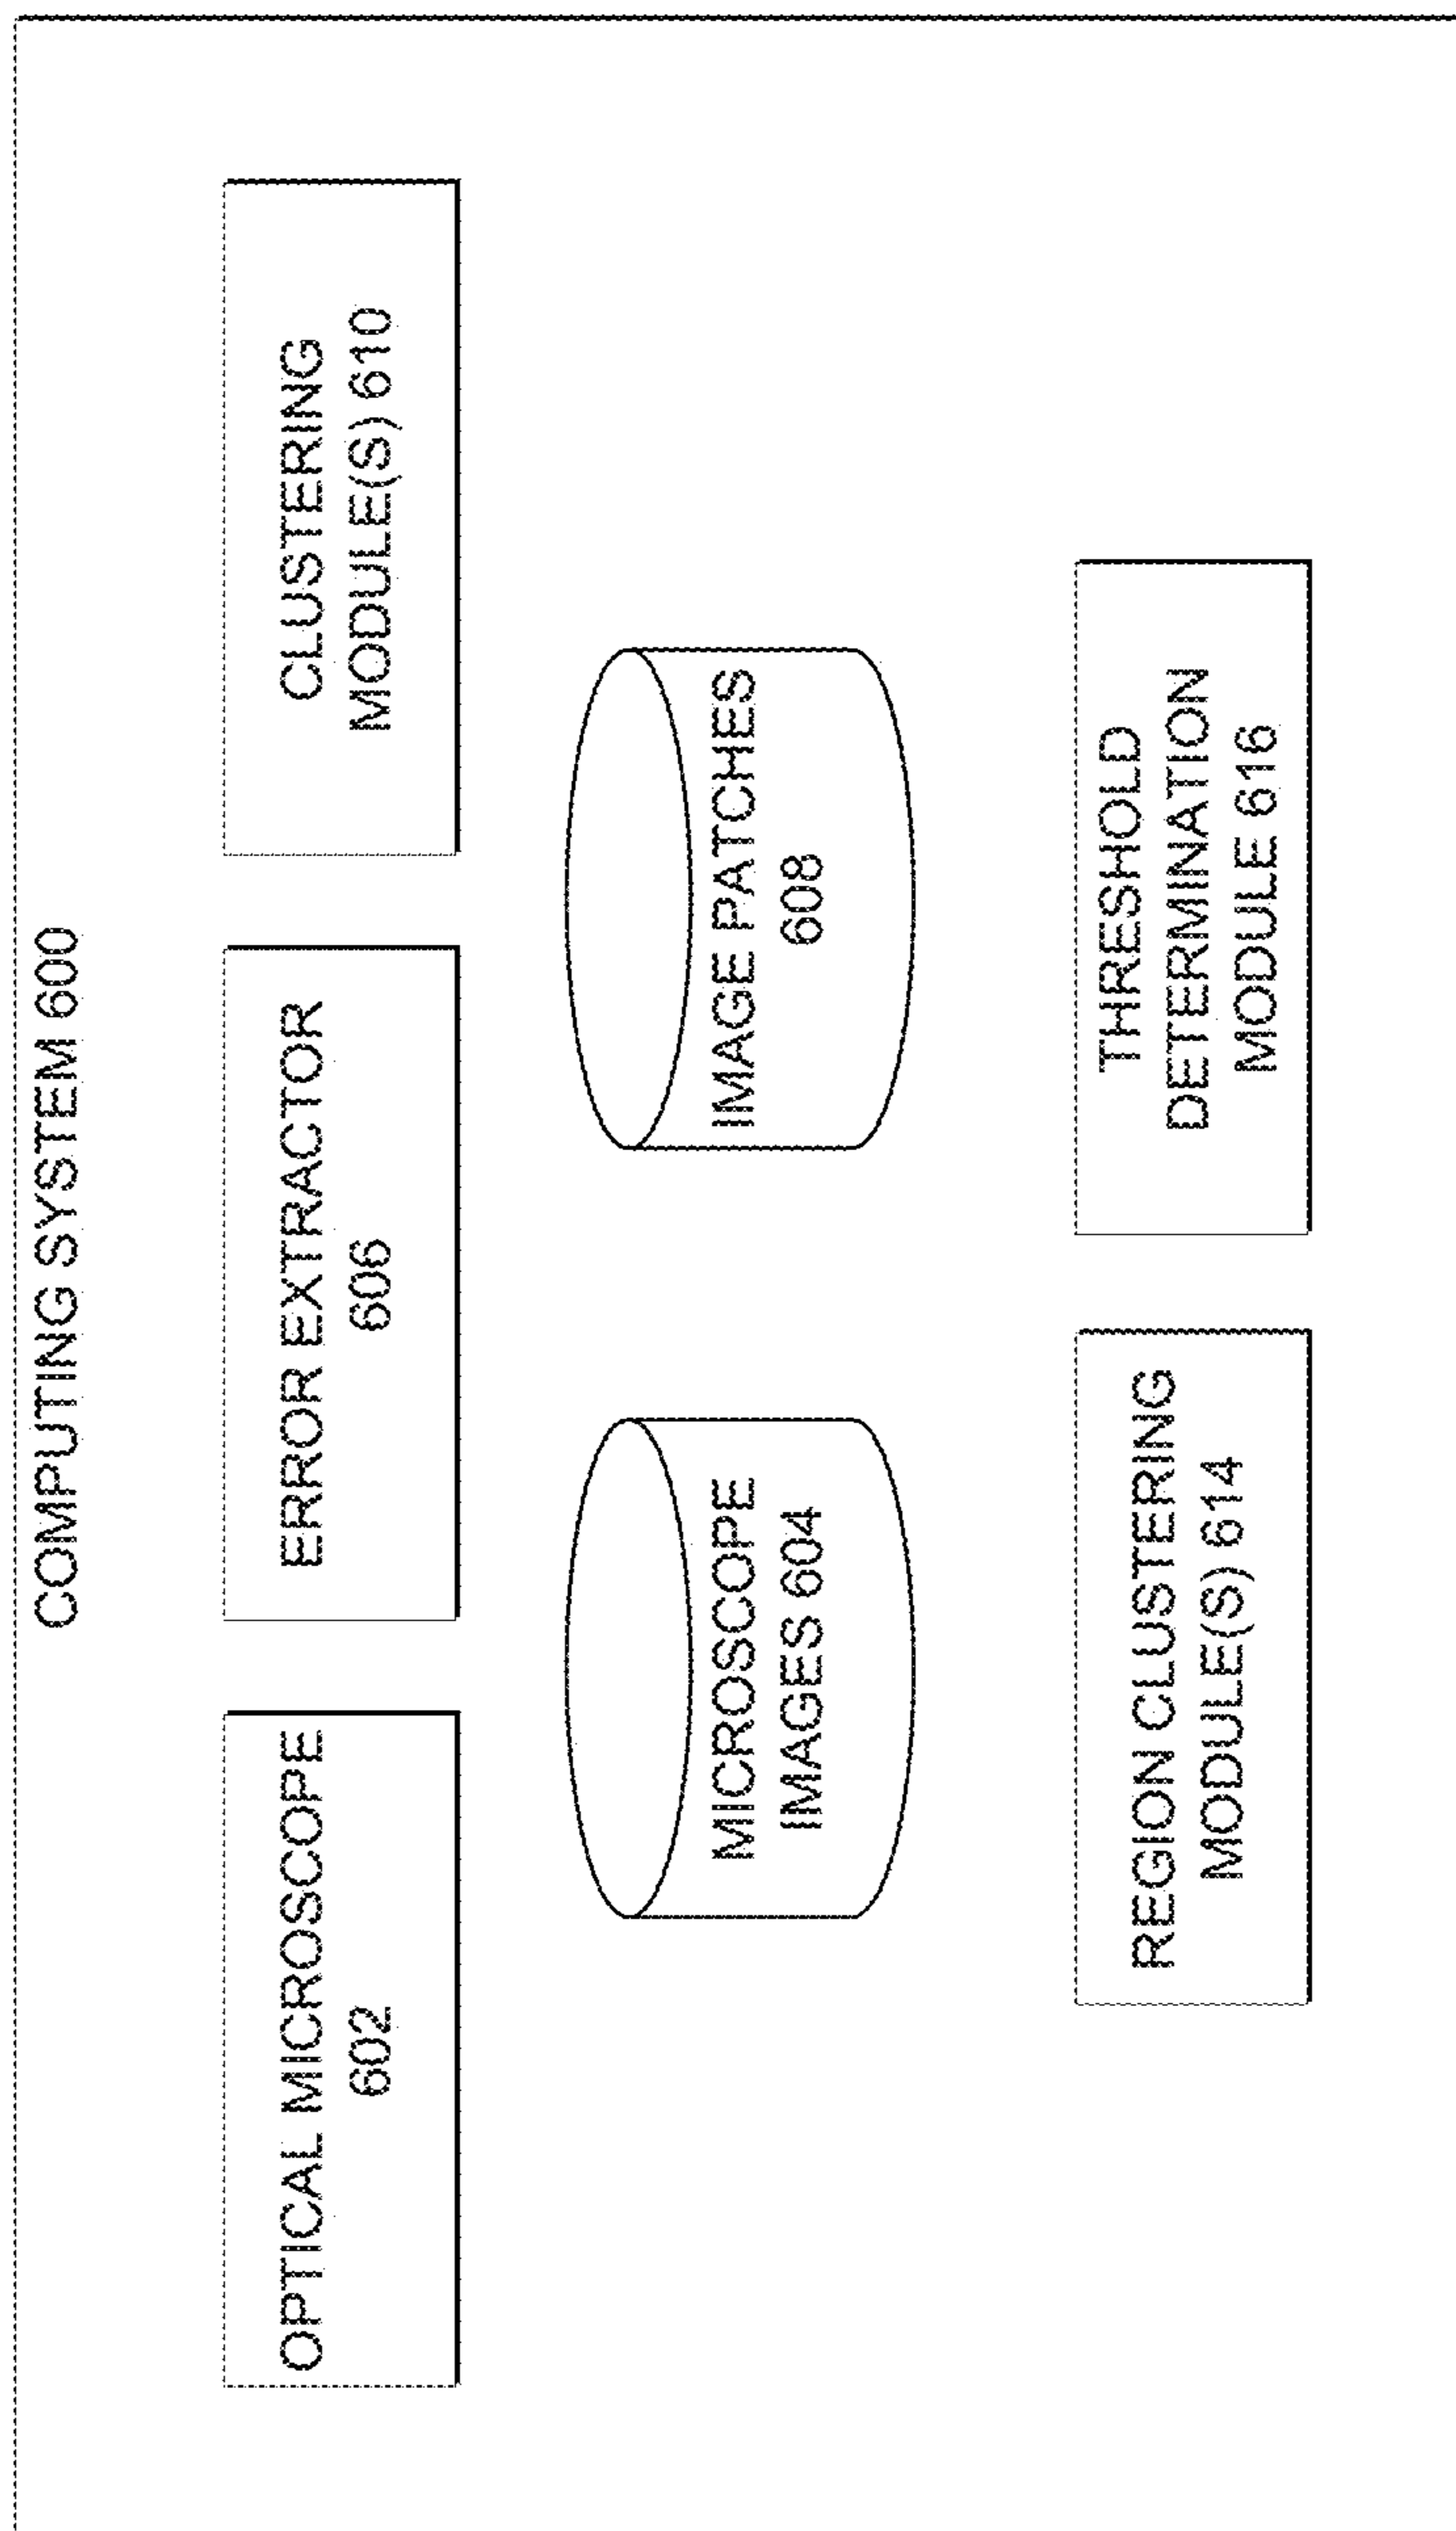 COMPUTING SYSTEM 600
OPTICAL MICROSCOPE
602
ERROR EXTRACTOR
606
CLUSTERING
MODULE(S) 610
MICROSCOPE
IMAGES 604
IMAGE PATCHES
608
REGION CLUSTERING
MODULE(S) 614
THRESHOLD
DETERMINATION
MODULE 616